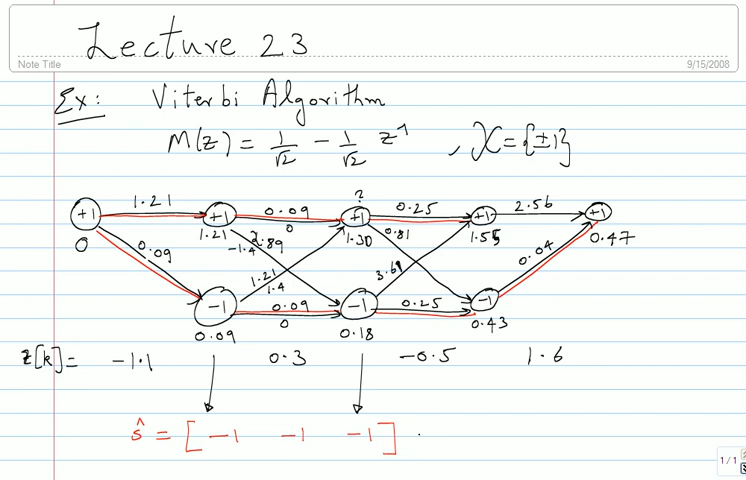 Lecture 23
Note Title
9/15/2008
Ex: Viterbi Algorithm
M(z) = 1/√2 - 1/√2 z⁻¹ , X = {±1}
?
+1 1.21 +1 0.09 +1 0.25 +1 2.56 +1
0 1.21 0 1.30 0.81 1.55 0.47
0.09 2.89 3.61 0.04
-1.4
1.21
1.4
-1 0.09 -1 0.25 -1
0.09 0 0.18 0.43
z[k] = -1.1 0.3 -0.5 1.6
ŝ = [ -1 -1 -1 ]
1/1